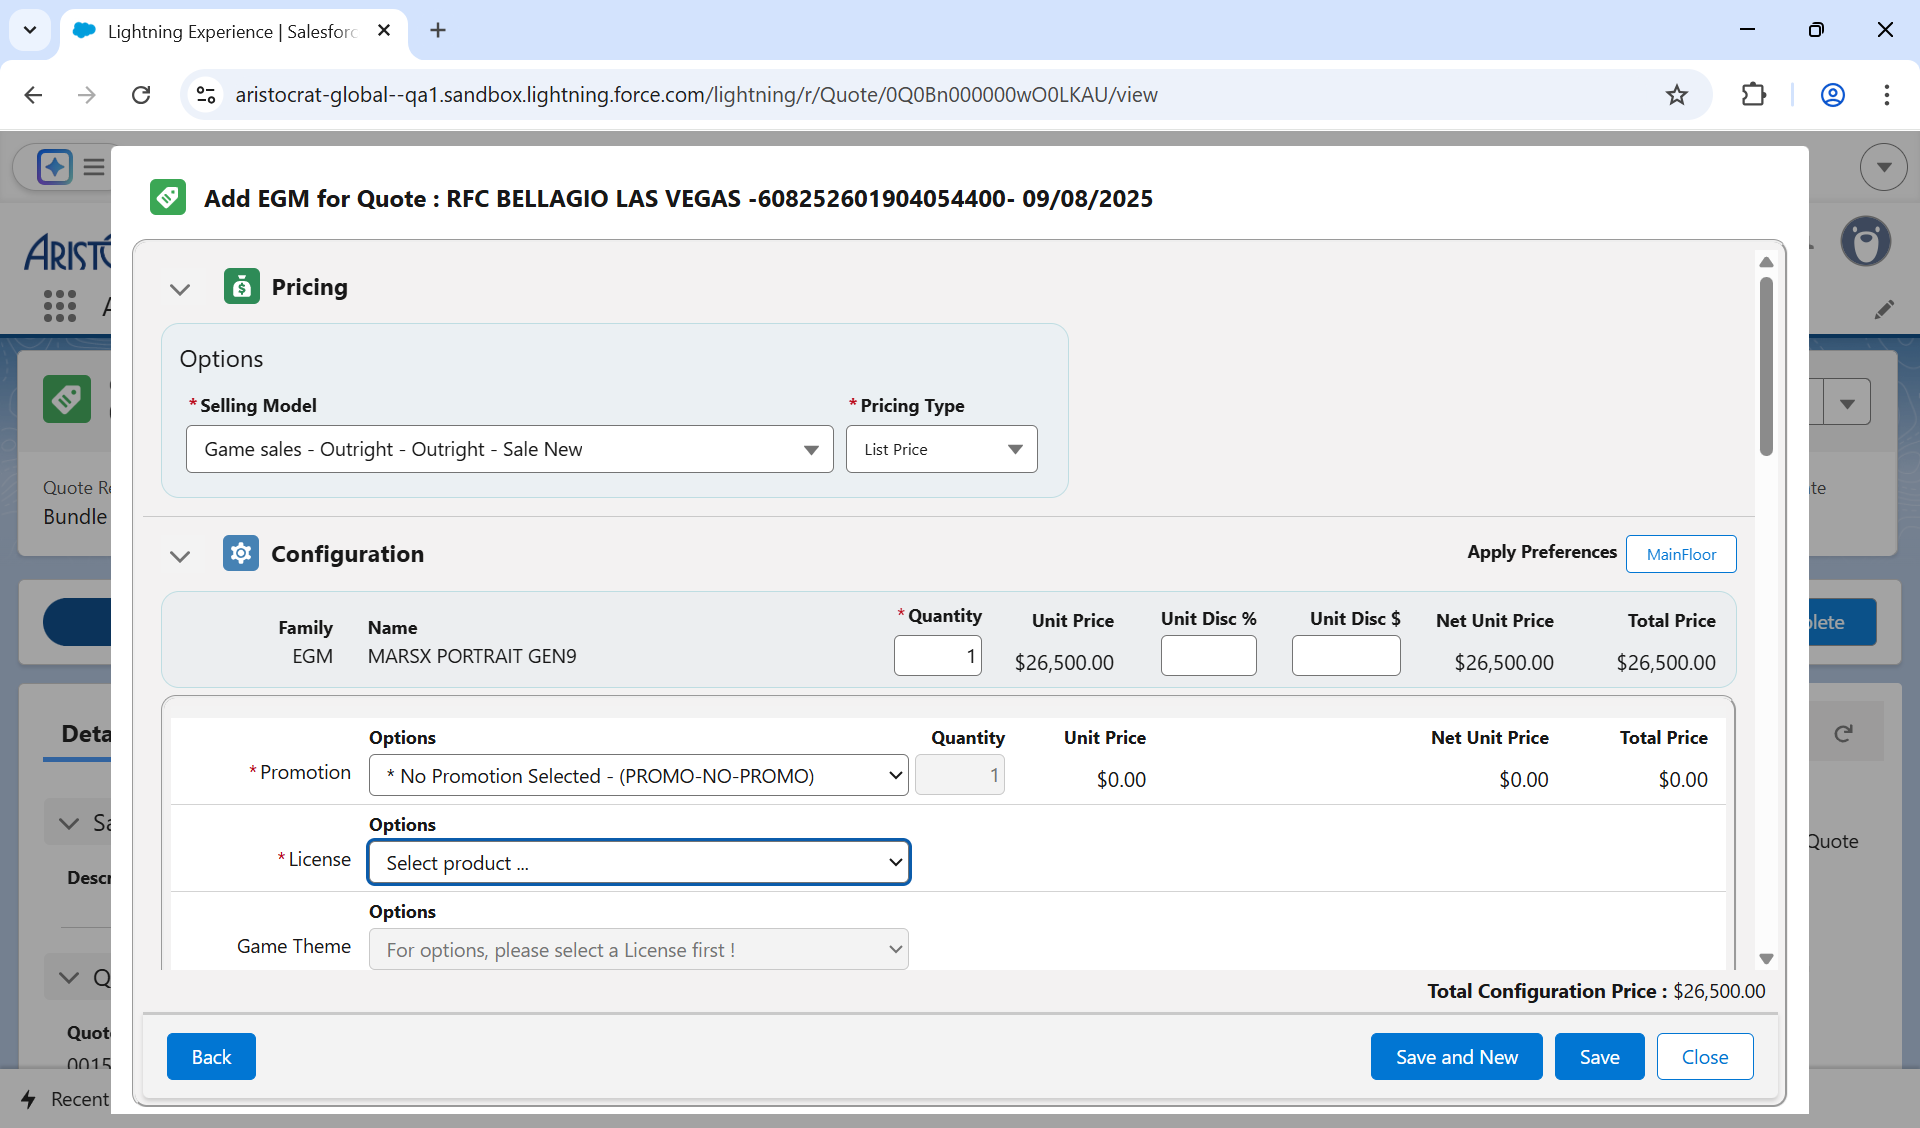 Lightning Experience | Salesforc
aristocrat-global--qa1.sandbox.lightning.force.com/lightning/r/Quote/0Q0Bn000000wO0LKAU/view
Add EGM for Quote : RFC BELLAGIO LAS VEGAS -608252601904054400- 09/08/2025
Pricing
Options
*Selling Model
*Pricing Type
Game sales - Outright - Outright - Sale New
List Price
Configuration
Apply Preferences
MainFloor
Family
Name
*Quantity
Unit Price
Unit Disc %
Unit Disc $
Net Unit Price
Total Price
EGM
MARSX PORTRAIT GEN9
1
$26,500.00
$26,500.00
$26,500.00
Options
Quantity
Unit Price
Net Unit Price
Total Price
*Promotion
* No Promotion Selected - (PROMO-NO-PROMO)
1
$0.00
$0.00
$0.00
Options
*License
Select product ...
Options
Game Theme
For options, please select a License first !
Total Configuration Price : $26,500.00
Back
Save and New
Save
Close
ARISTO
A
Quote Re
Bundle
Deta
Sa
Descr
Q
Quot
0015
Recent
te
plete
Quote